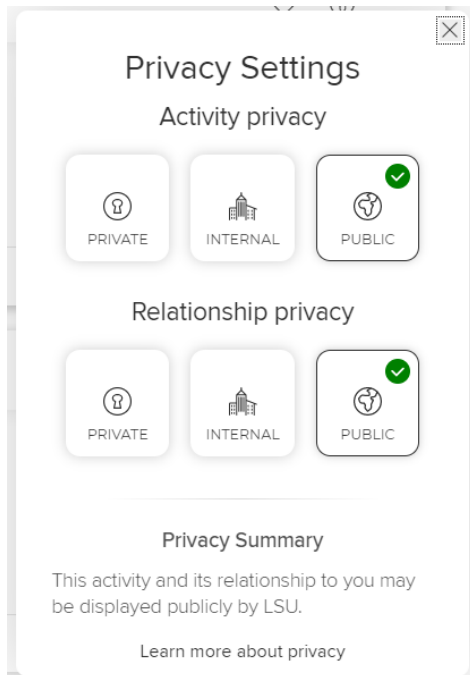 Privacy Settings
Activity privacy
PRIVATE INTERNAL PUBLIC
Relationship privacy
PRIVATE INTERNAL PUBLIC
Privacy Summary
This activity and its relationship to you may
be displayed publicly by LSU.
Learn more about privacy